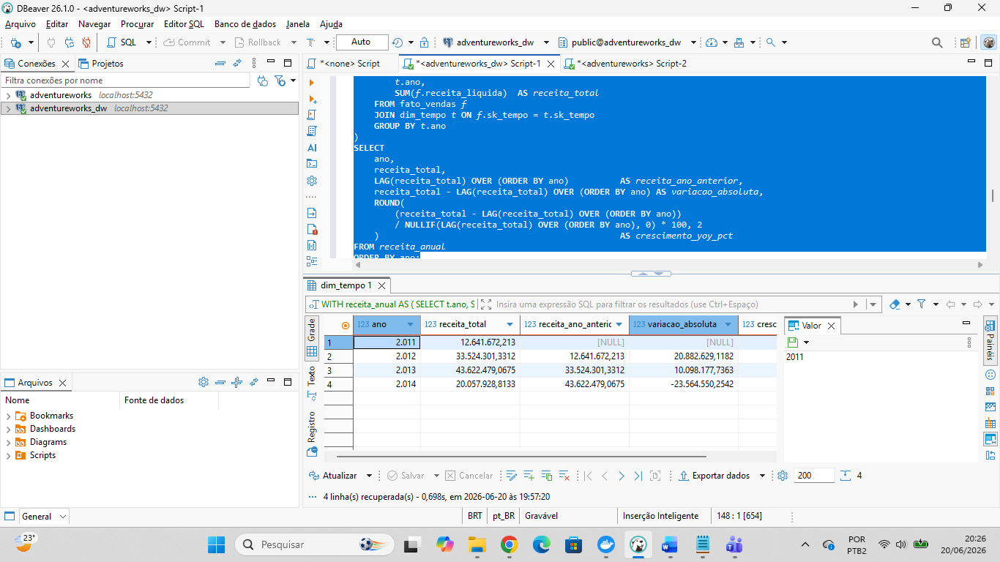 DBeaver 26.1.0 - <adventureworks_dw> Script-1
Arquivo Editar Navegar Procurar Editor SQL Banco de dados Janela Ajuda
SQL Commit Rollback T Auto adventureworks_dw public@adventureworks_dw
Conexões Projetos
Filtra conexões por nome
adventureworks localhost:5432
adventureworks_dw localhost:5432
*<none> Script *<adventureworks_dw> Script-1 *<adventureworks> Script-2
AI
t.ano,
SUM(f.receita_liquida) AS receita_total
FROM fato_vendas f
JOIN dim_tempo t ON f.sk_tempo = t.sk_tempo
GROUP BY t.ano
)
SELECT
ano,
receita_total,
LAG(receita_total) OVER (ORDER BY ano) AS receita_ano_anterior,
receita_total - LAG(receita_total) OVER (ORDER BY ano) AS variacao_absoluta,
ROUND(
(receita_total - LAG(receita_total) OVER (ORDER BY ano))
/ NULLIF(LAG(receita_total) OVER (ORDER BY ano), 0) * 100, 2
) AS crescimento_yoy_pct
FROM receita_anual
ORDER BY ano;
dim_tempo 1
WITH receita_anual AS ( SELECT t.ano, S Insira uma expressão SQL para filtrar os resultados (use Ctrl+Espaço)
Grade
Texto
Registro
123 ano 123 receita_total 123 receita_ano_anteric 123 variacao_absoluta 123 cresc
1 2.011 12.641.672,213 [NULL] [NULL]
2 2.012 33.524.301,3312 12.641.672,213 20.882.629,1182
3 2.013 43.622.479,0675 33.524.301,3312 10.098.177,7363
4 2.014 20.057.928,8133 43.622.479,0675 -23.564.550,2542
Valor
2011
Painéis
Atualizar Salvar Cancelar Exportar dados 200 4
4 linha(s) recuperada(s) - 0,698s, em 2026-06-20 às 19:57:20
Arquivos
Nome Fonte de dados
Bookmarks
Dashboards
Diagrams
Scripts
General BRT pt_BR Gravável Inserção Inteligente 148 : 1 [654]
23°
Pesquisar
POR
PTB2
20:26
20/06/2026